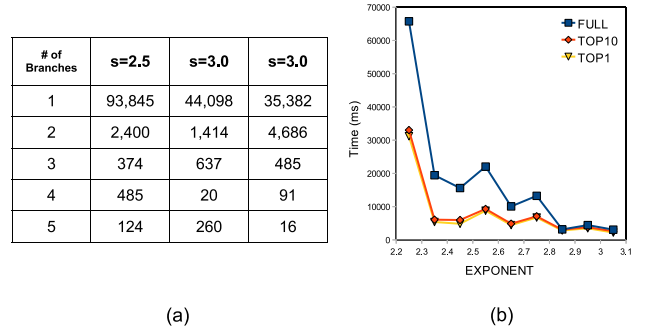 # of Branches s=2.5 s=3.0 s=3.0
1 93,845 44,098 35,382
2 2,400 1,414 4,686
3 374 637 485
4 485 20 91
5 124 260 16
(a)
70000
60000
50000
40000
30000
20000
10000
0
Time (ms)
FULL
TOP10
TOP1
2.2 2.3 2.4 2.5 2.6 2.7 2.8 2.9 3 3.1
EXPONENT
(b)